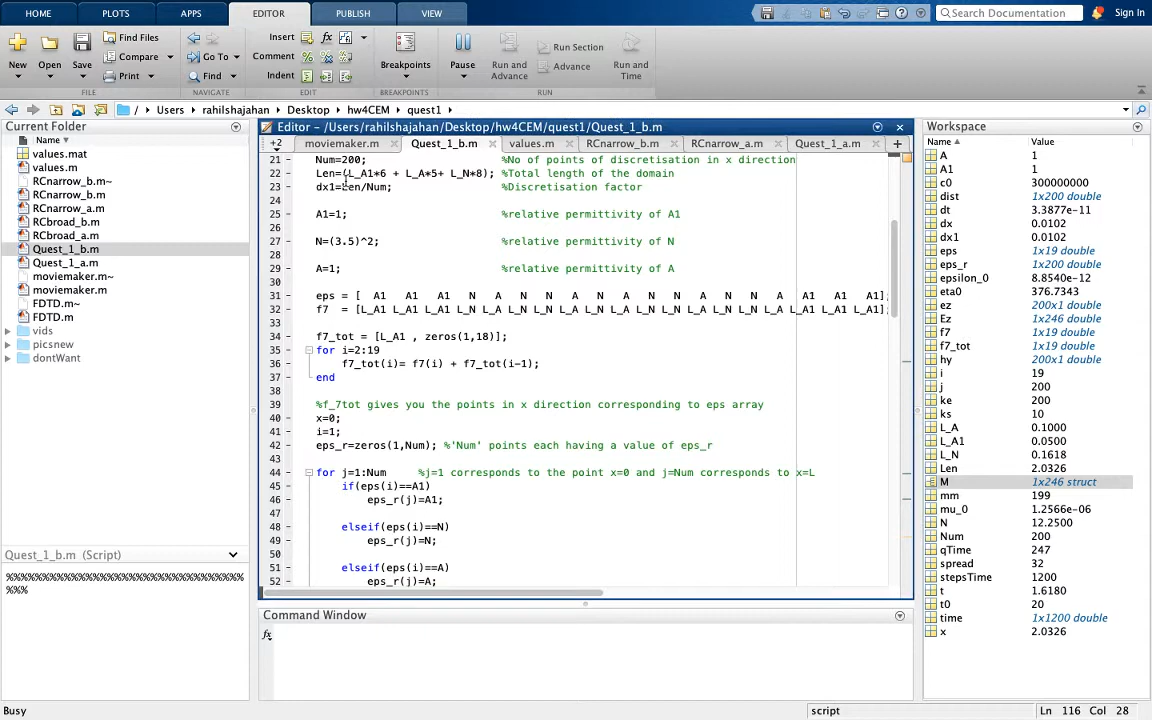 HOME PLOTS APPS EDITOR PUBLISH VIEW Search Documentation Sign In
New Open Save Find Files Compare Print Go To Find Insert Comment Indent Breakpoints Pause Run and Advance Run Section Advance Run and Time
FILE NAVIGATE EDIT BREAKPOINTS RUN
/ Users rahilshajahan Desktop hw4CEM quest1
Current Folder
Name
values.mat
values.m
RCnarrow_b.m~
RCnarrow_b.m
RCnarrow_a.m
RCbroad_b.m
RCbroad_a.m
Quest_1_b.m
Quest_1_a.m
moviemaker.m~
moviemaker.m
FDTD.m~
FDTD.m
vids
picsnew
dontWant
Quest_1_b.m (Script)
%%%%%%%%%%%%%%%%%%%%%%%%%%%%%%%%%
%%%
Busy
Editor – /Users/rahilshajahan/Desktop/hw4CEM/quest1/Quest_1_b.m
+2 moviemaker.m Quest_1_b.m values.m RCnarrow_b.m RCnarrow_a.m Quest_1_a.m
21 Num=200; %No of points of discretisation in x direction
22 Len=(L_A1*6 + L_A*5+ L_N*8); %Total length of the domain
23 dx1=Len/Num; %Discretisation factor
24
25 A1=1; %relative permittivity of A1
26
27 N=(3.5)^2; %relative permittivity of N
28
29 A=1; %relative permittivity of A
30
31 eps = [ A1 A1 A1 N A N N A N A N N A N N A A1 A1 A1];
32 f7 = [L_A1 L_A1 L_A1 L_N L_A L_N L_N L_A L_N L_A L_N L_N L_A L_N L_N L_A L_A1 L_A1 L_A1];
33
34 f7_tot = [L_A1 , zeros(1,18)];
35 for i=2:19
36 f7_tot(i)= f7(i) + f7_tot(i-1);
37 end
38
39 %f_7tot gives you the points in x direction corresponding to eps array
40 x=0;
41 i=1;
42 eps_r=zeros(1,Num); %'Num' points each having a value of eps_r
43
44 for j=1:Num %j=1 corresponds to the point x=0 and j=Num corresponds to x=L
45 if(eps(i)==A1)
46 eps_r(j)=A1;
47
48 elseif(eps(i)==N)
49 eps_r(j)=N;
50
51 elseif(eps(i)==A)
52 eps_r(j)=A;
Command Window
fx
Workspace
Name Value
A 1
A1 1
c0 300000000
dist 1x200 double
dt 3.3877e-11
dx 0.0102
dx1 0.0102
eps 1x19 double
eps_r 1x200 double
epsilon_0 8.8540e-12
eta0 376.7343
ez 200x1 double
Ez 1x246 double
f7 1x19 double
f7_tot 1x19 double
hy 200x1 double
i 19
j 200
ke 200
ks 10
L_A 0.1000
L_A1 0.0500
L_N 0.1618
Len 2.0326
M 1x246 struct
mm 199
mu_0 1.2566e-06
N 12.2500
Num 200
qTime 247
spread 32
stepsTime 1200
t 1.6180
t0 20
time 1x1200 double
x 2.0326
script Ln 116 Col 28